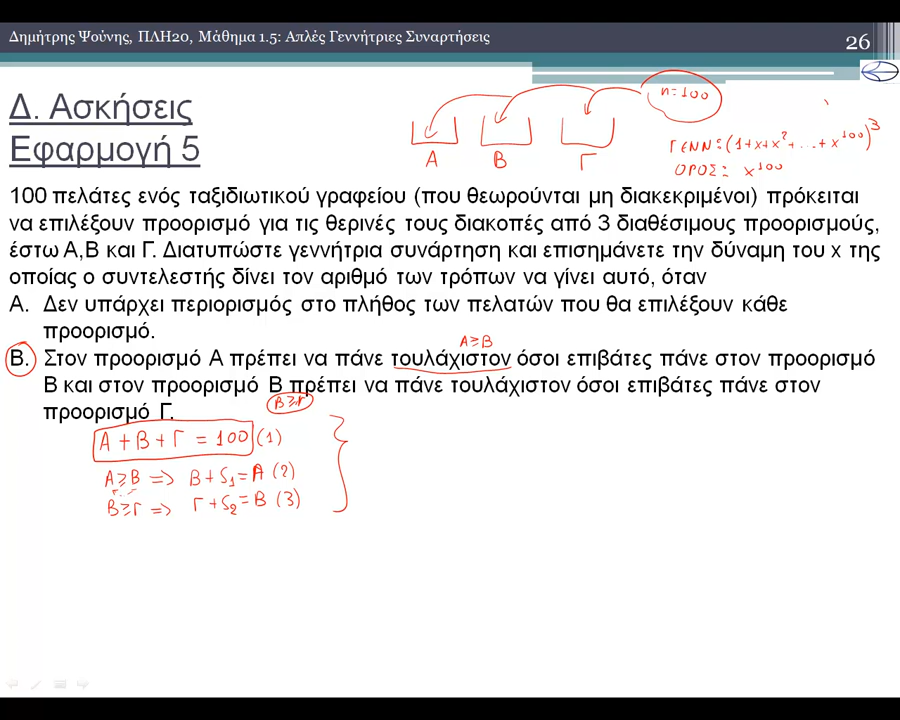 Δημήτρης Ψούνης, ΠΛΗ20, Μάθημα 1.5: Απλές Γεννήτριες Συναρτήσεις
26
Δ. Ασκήσεις
Εφαρμογή 5
n=100
Α Β Γ
ΓΕΝΝ=(1+x+x²+...+x¹⁰⁰)³
ΟΡΟΣ= x¹⁰⁰
100 πελάτες ενός ταξιδιωτικού γραφείου (που θεωρούνται μη διακεκριμένοι) πρόκειται
να επιλέξουν προορισμό για τις θερινές τους διακοπές από 3 διαθέσιμους προορισμούς,
έστω Α,Β και Γ. Διατυπώστε γεννήτρια συνάρτηση και επισημάνετε την δύναμη του x της
οποίας ο συντελεστής δίνει τον αριθμό των τρόπων να γίνει αυτό, όταν
Α. Δεν υπάρχει περιορισμός στο πλήθος των πελατών που θα επιλέξουν κάθε
προορισμό.
Α≥Β
Β. Στον προορισμό Α πρέπει να πάνε τουλάχιστον όσοι επιβάτες πάνε στον προορισμό
Β και στον προορισμό Β πρέπει να πάνε τουλάχιστον όσοι επιβάτες πάνε στον
Β≥Γ
προορισμό Γ.
Α+Β+Γ=100 (1)
Α≥Β ⟹ Β+S₁=Α (2)
Β≥Γ ⟹ Γ+S₂=Β (3)